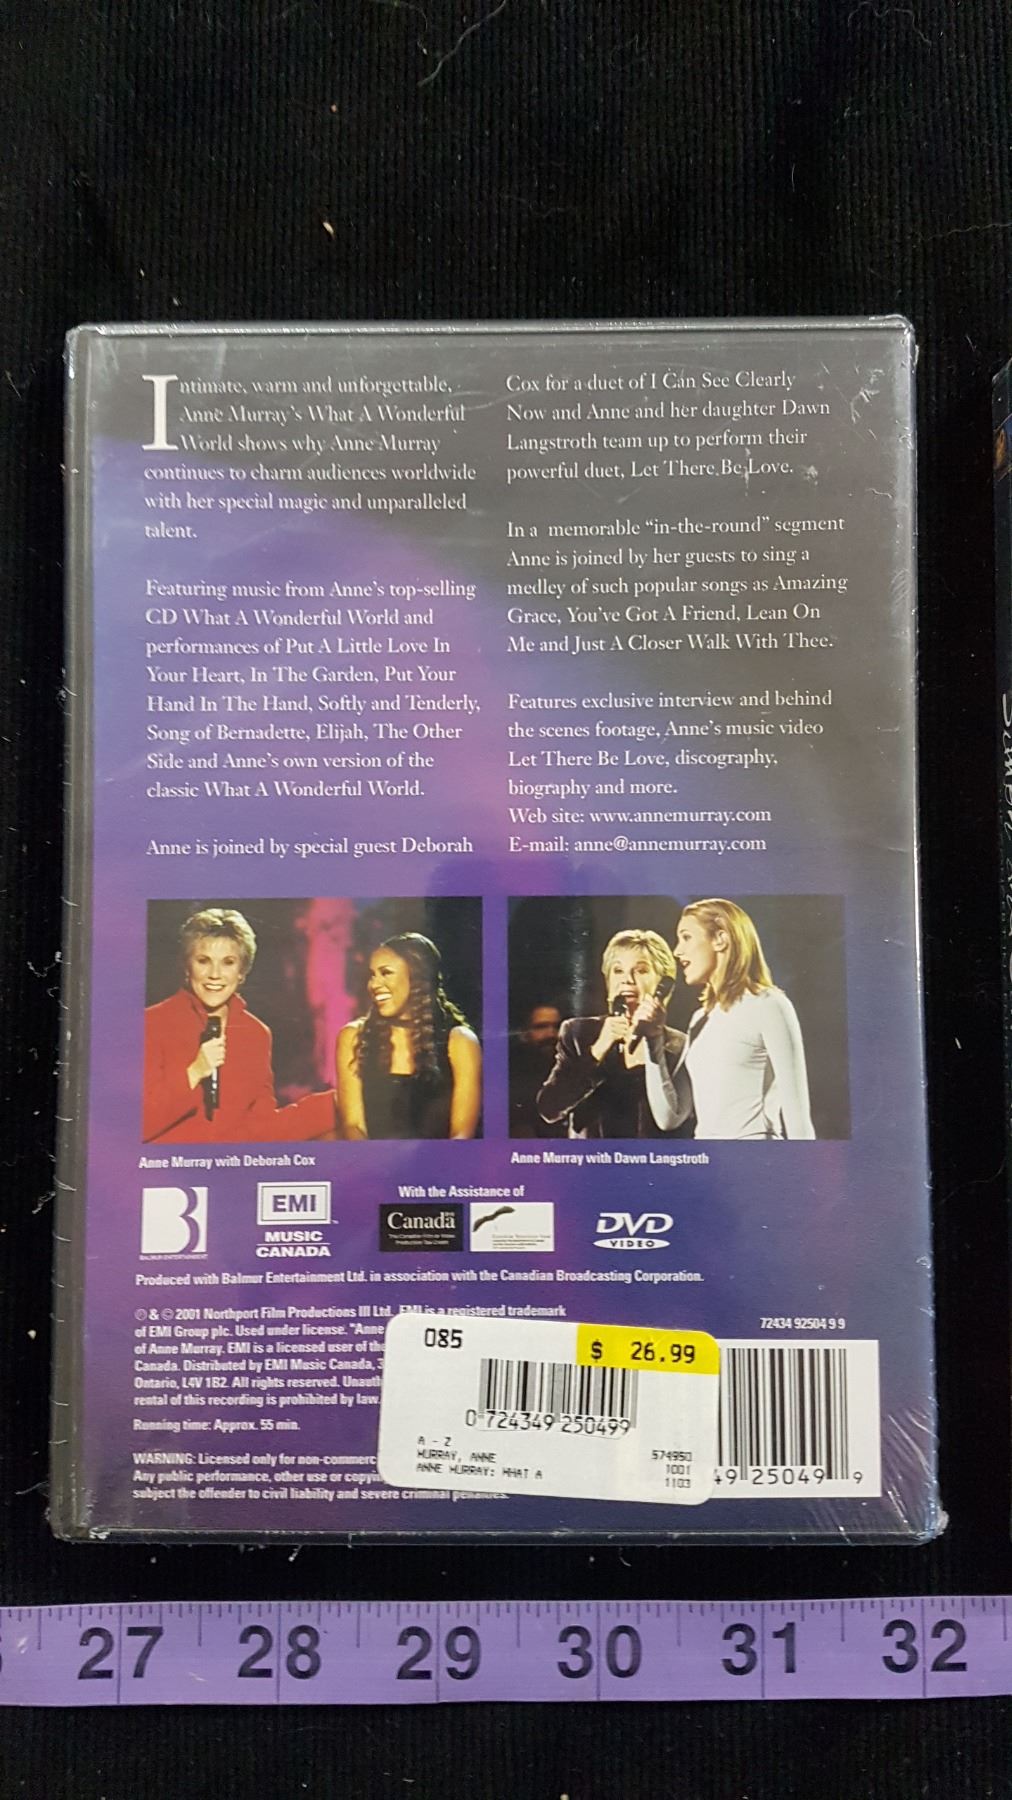 Intimate, warm and unforgettable,
Anne Murray's What A Wonderful
World shows why Anne Murray
continues to charm audiences worldwide
with her special magic and unparalleled
talent.
Featuring music from Anne's top-selling
CD What A Wonderful World and
performances of Put A Little Love In
Your Heart, In The Garden, Put Your
Hand In The Hand, Softly and Tenderly,
Song of Bernadette, Elijah, The Other
Side and Anne's own version of the
classic What A Wonderful World.
Anne is joined by special guest Deborah
Cox for a duet of I Can See Clearly
Now and Anne and her daughter Dawn
Langstroth team up to perform their
powerful duet, Let There Be Love.
In a memorable “in-the-round” segment
Anne is joined by her guests to sing a
medley of such popular songs as Amazing
Grace, You've Got A Friend, Lean On
Me and Just A Closer Walk With Thee.
Features exclusive interview and behind
the scenes footage, Anne's music video
Let There Be Love, discography,
biography and more.
Web site: www.annemurray.com
E-mail: anne@annemurray.com
Anne Murray with Deborah Cox
Anne Murray with Dawn Langstroth
B
BALMUR ENTERTAINMENT
EMI
MUSIC
CANADA
With the Assistance of
Canada
DVD
VIDEO
Produced with Balmur Entertainment Ltd. in association with the Canadian Broadcasting Corporation.
℗ & © 2001 Northport Film Productions III Ltd. EMI is a registered trademark
of EMI Group plc. Used under license. "Anne
of Anne Murray. EMI is a licensed user of the
Canada. Distributed by EMI Music Canada, 3
Ontario, L4V 1B2. All rights reserved. Unauth
rental of this recording is prohibited by law.
Running time: Approx. 55 min.
WARNING: Licensed only for non-commerc
Any public performance, other use or copyin
subject the offender to civil liability and severe criminal penalties.
72434 92504 9 9
49 25049 9
085
$ 26.99
0 724349 250499
A - Z
MURRAY, ANNE
ANNE MURRAY: WHAT A
574950
1001
1103
27 28 29 30 31 32